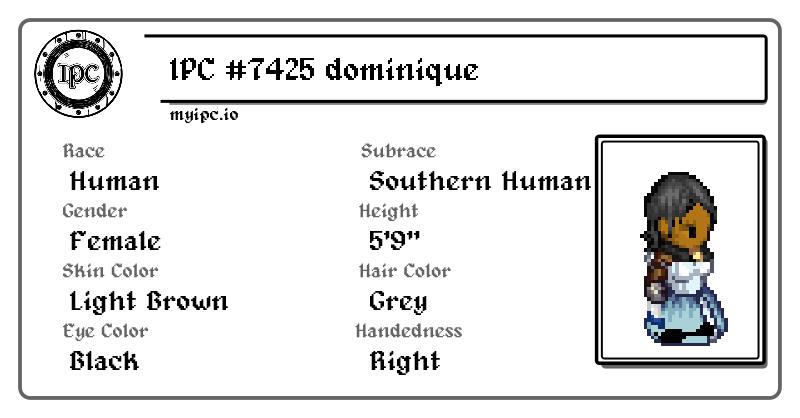 IPC
IPC #7425 dominique
myipc.io
Race
Human
Subrace
Southern Human
Gender
Female
Height
5'9"
Skin Color
Light Brown
Hair Color
Grey
Eye Color
Black
Handedness
Right